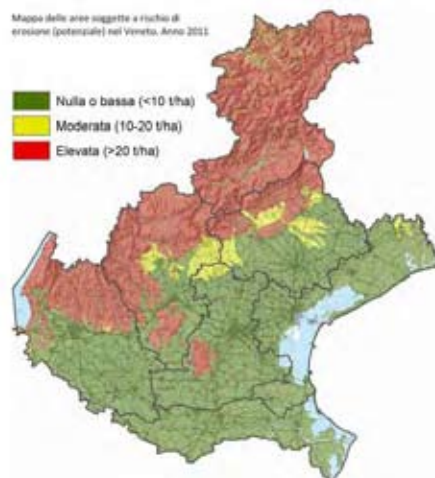 Mappa delle aree soggette a rischio di
erosione (potenziale) nel Veneto. Anno 2011
Nulla o bassa (<10 t/ha)
Moderata (10-20 t/ha)
Elevata (>20 t/ha)